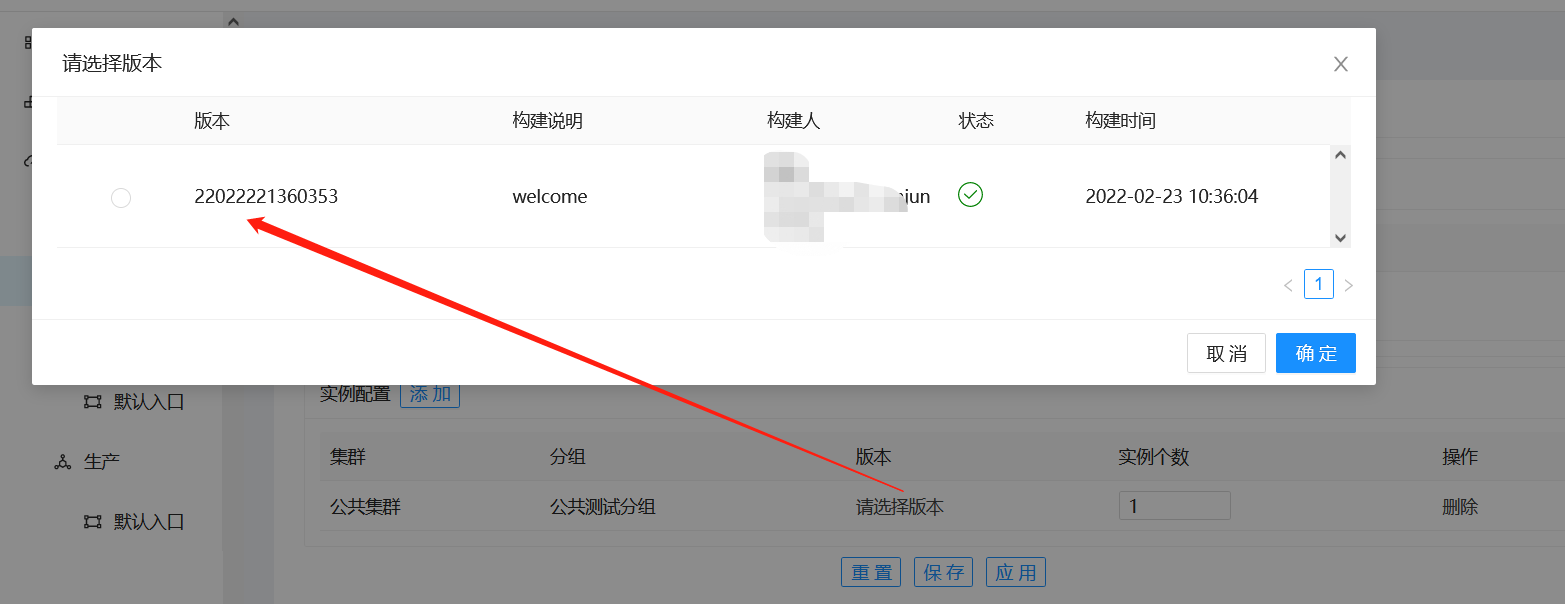 请选择版本
版本 构建说明 构建人 状态 构建时间
22022221360353 welcome jun 2022-02-23 10:36:04
1
取消 确定
实例配置 添加
默认入口
集群 分组 版本 实例个数 操作
生产
公共集群 公共测试分组 请选择版本 1 删除
默认入口
重置 保存 应用